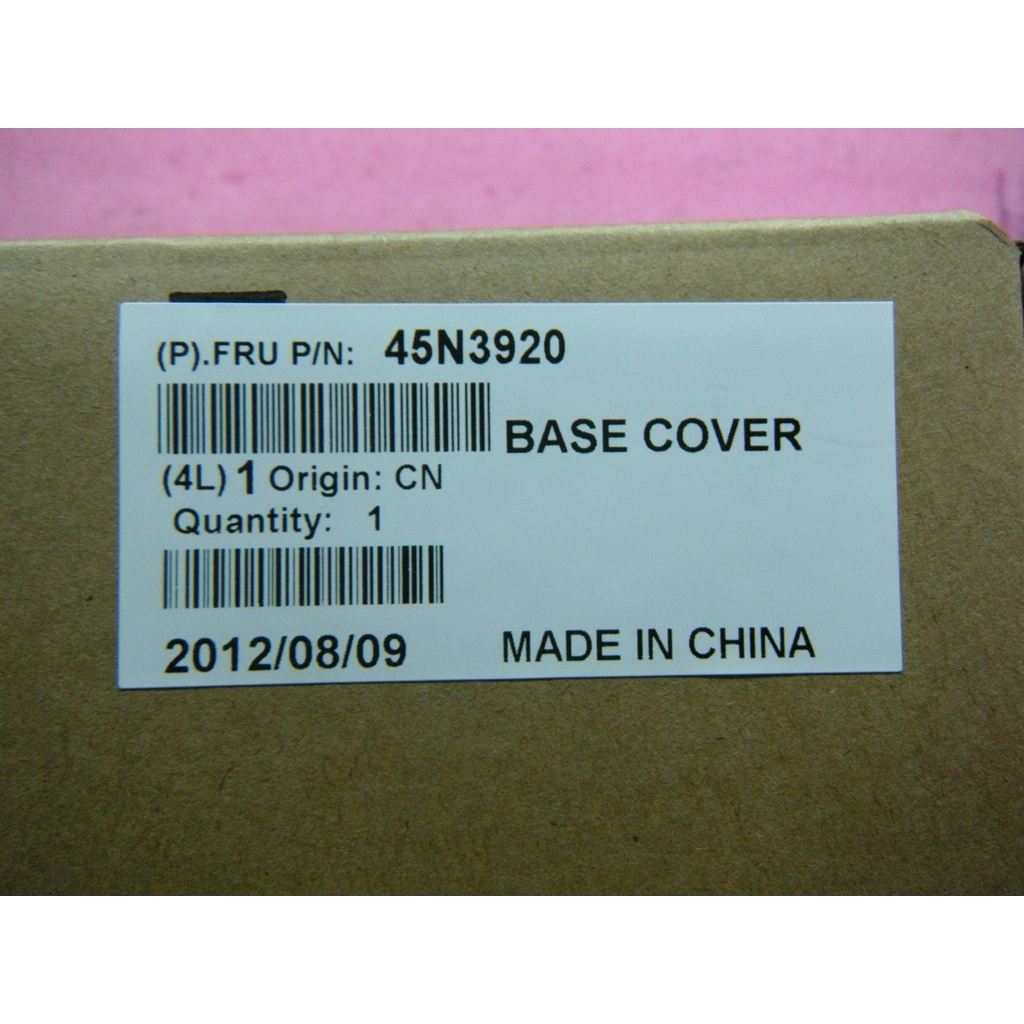 (P).FRU P/N: 45N3920
BASE COVER
(4L) 1 Origin: CN
Quantity: 1
2012/08/09 MADE IN CHINA